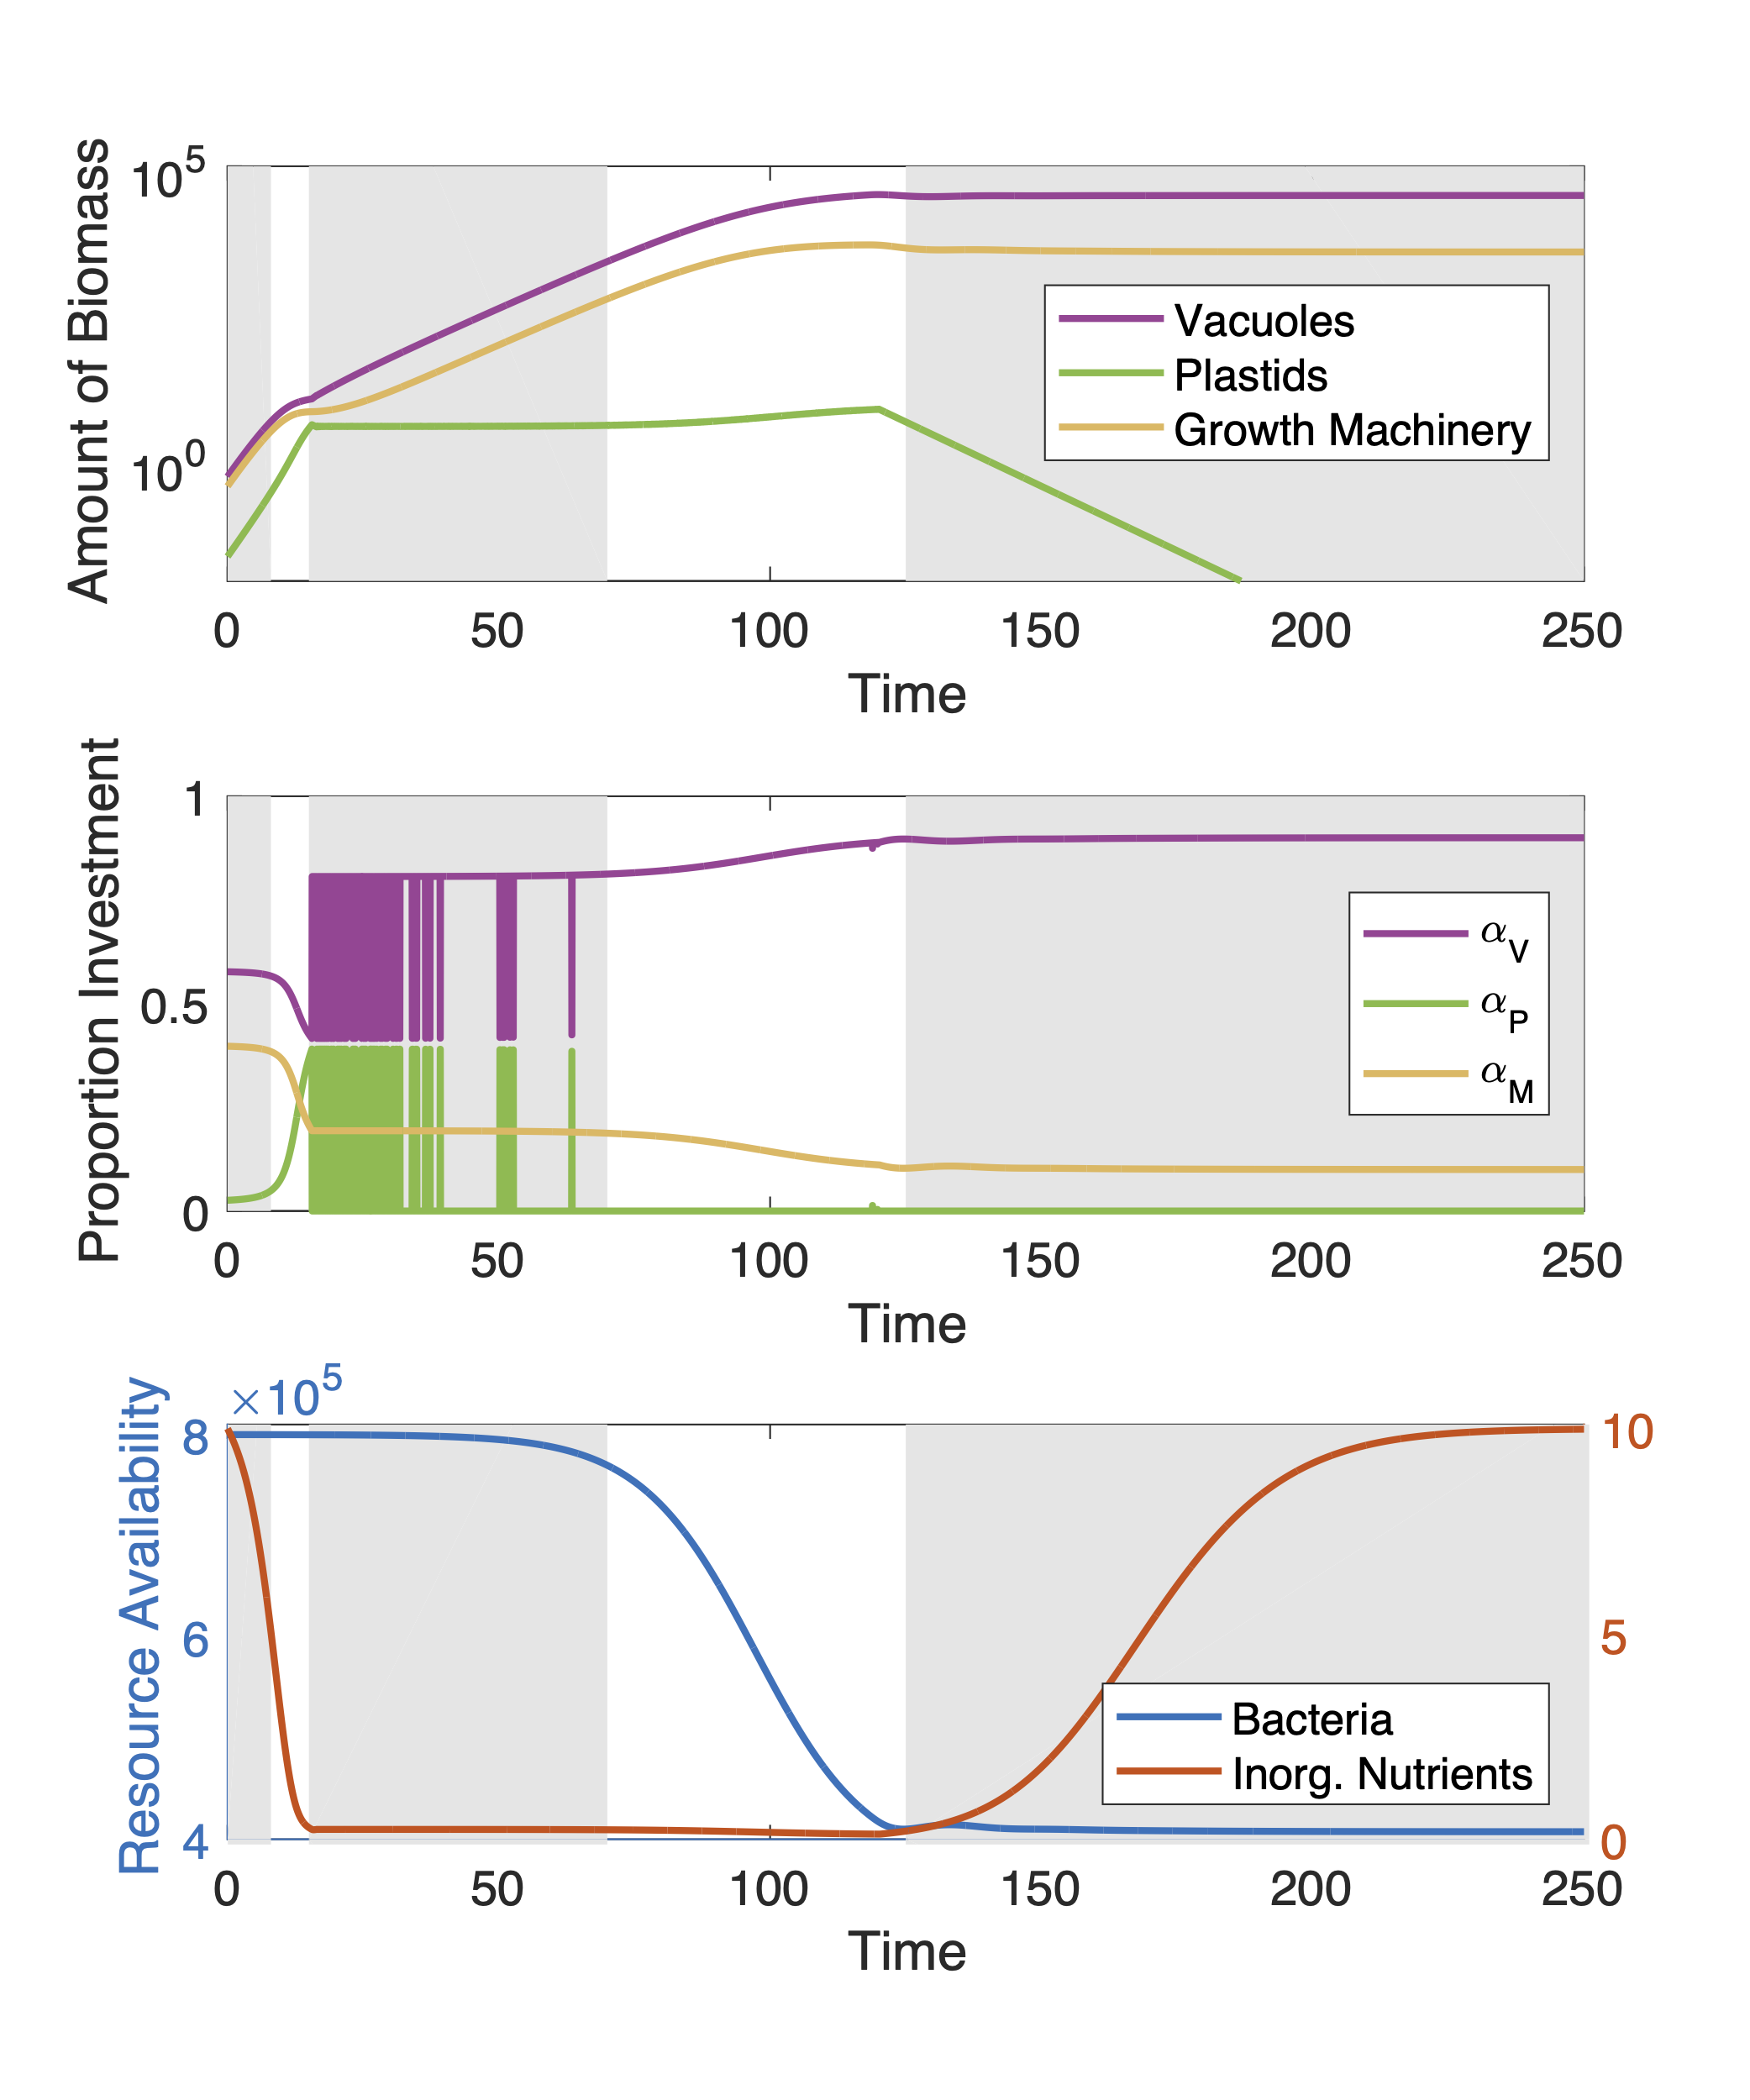 Amount of Biomass
10^5
10^0
Vacuoles
Plastids
Growth Machinery
0 50 100 150 200 250
Time
Proportion Investment
1
0.5
0
α_V
α_P
α_M
0 50 100 150 200 250
Time
Resource Availability
×10^5
8 10
6 5
4 0
Bacteria
Inorg. Nutrients
0 50 100 150 200 250
Time